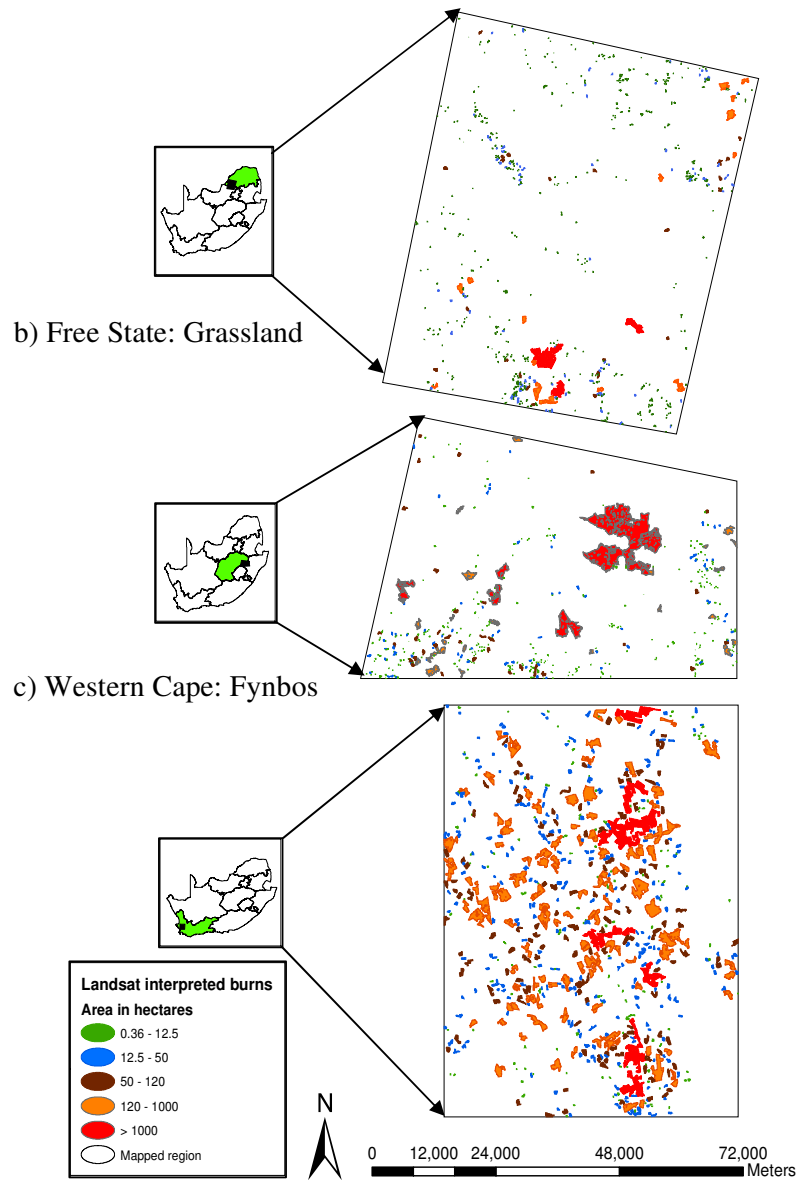 b) Free State: Grassland
c) Western Cape: Fynbos
Landsat interpreted burns
Area in hectares
0.36 - 12.5
12.5 - 50
50 - 120
120 - 1000
> 1000
Mapped region
N
0 12,000 24,000 48,000 72,000
Meters